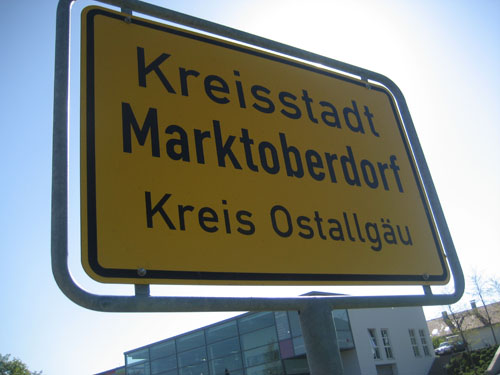 Kreisstadt
Marktoberdorf
Kreis Ostallgäu